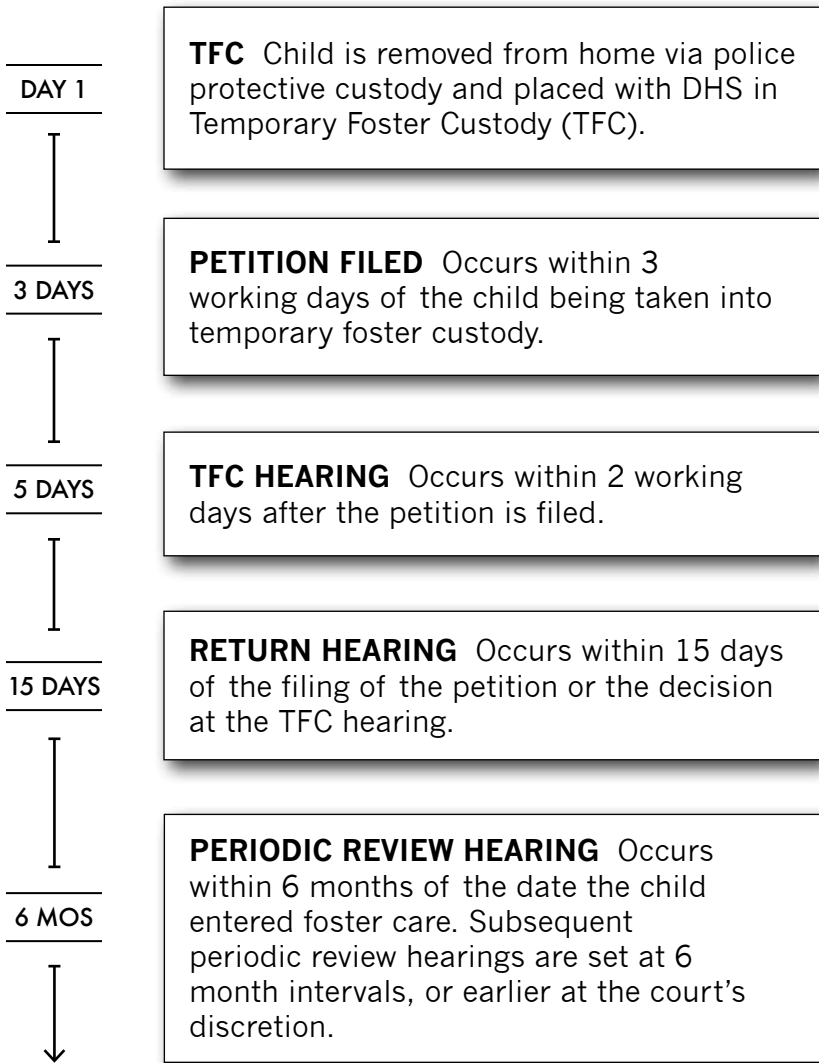 DAY 1
TFC Child is removed from home via police
protective custody and placed with DHS in
Temporary Foster Custody (TFC).
3 DAYS
PETITION FILED Occurs within 3
working days of the child being taken into
temporary foster custody.
5 DAYS
TFC HEARING Occurs within 2 working
days after the petition is filed.
15 DAYS
RETURN HEARING Occurs within 15 days
of the filing of the petition or the decision
at the TFC hearing.
6 MOS
PERIODIC REVIEW HEARING Occurs
within 6 months of the date the child
entered foster care. Subsequent
periodic review hearings are set at 6
month intervals, or earlier at the court's
discretion.